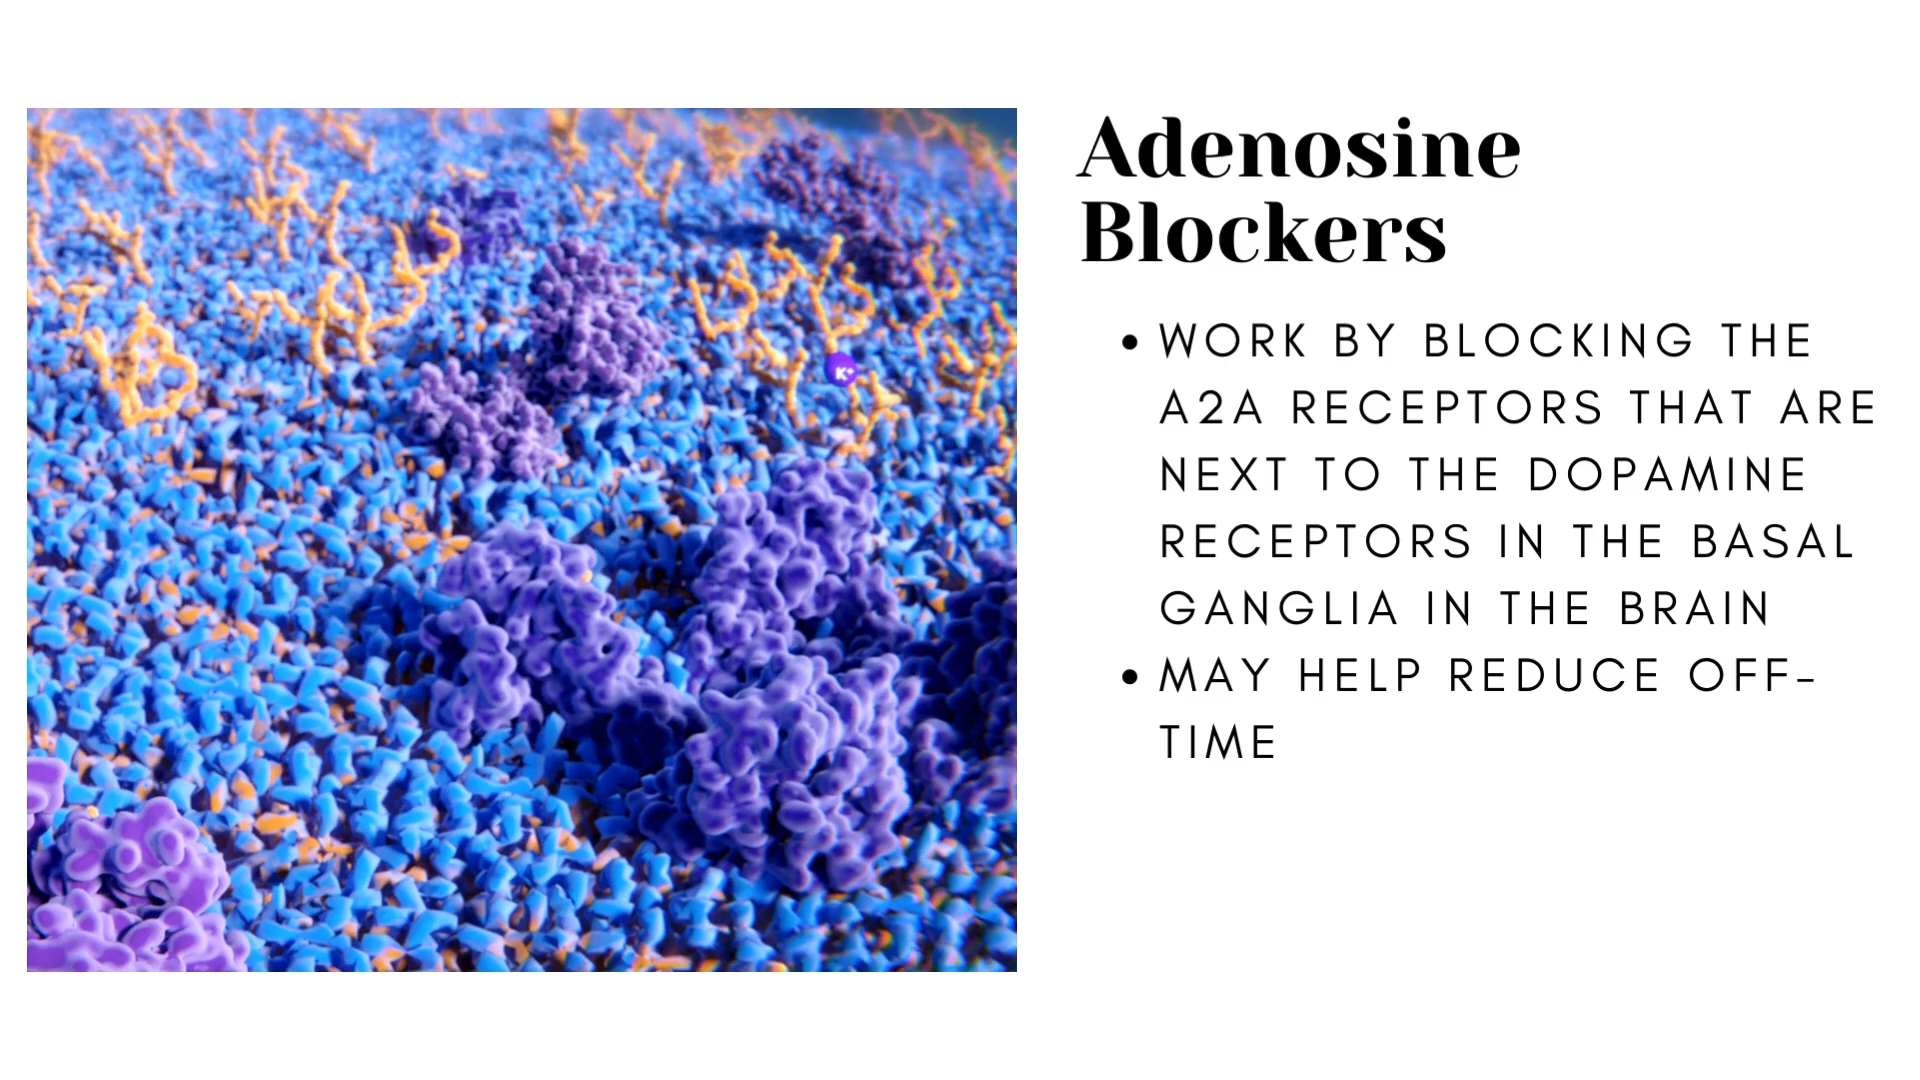 Adenosine
Blockers
• WORK BY BLOCKING THE
A2A RECEPTORS THAT ARE
NEXT TO THE DOPAMINE
RECEPTORS IN THE BASAL
GANGLIA IN THE BRAIN
• MAY HELP REDUCE OFF-
TIME
K+